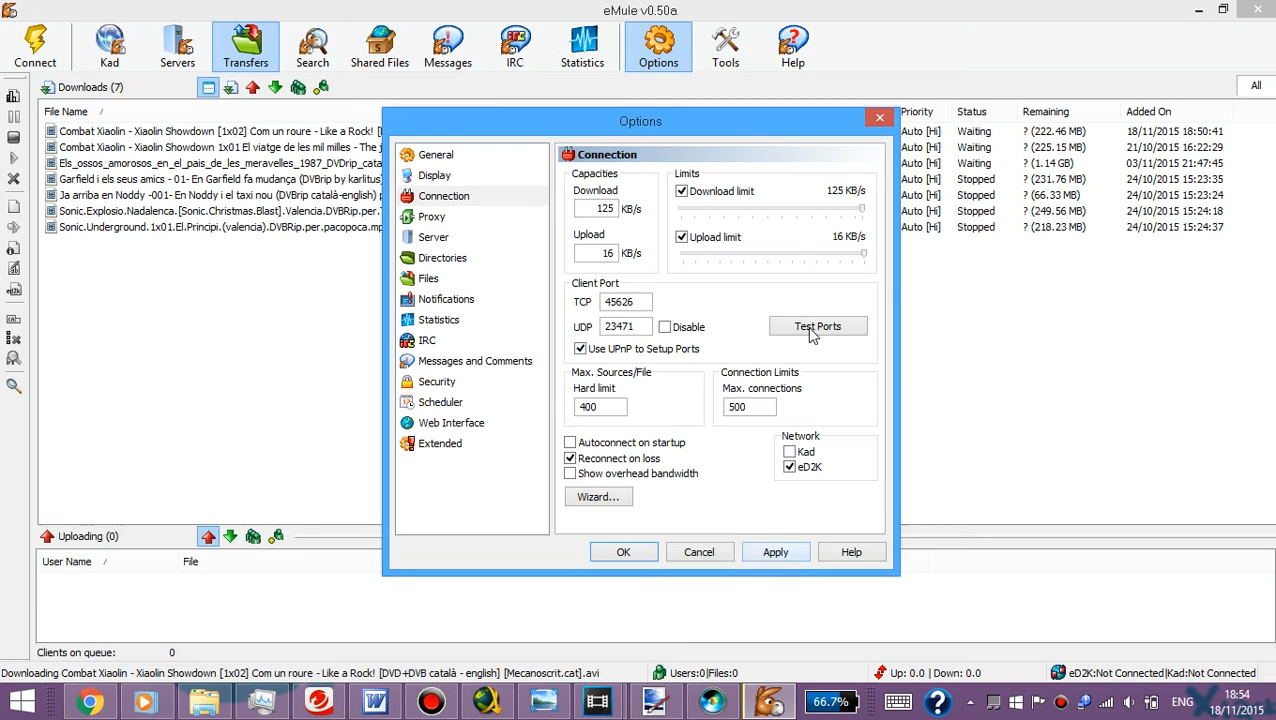 eMule v0.50a
Connect Kad Servers Transfers Search Shared Files Messages IRC Statistics Options Tools Help
Downloads (7) All
File Name Priority Status Remaining Added On
Combat Xiaolin - Xiaolin Showdown [1x02] Com un roure - Like a Rock! [ Auto [Hi] Waiting ? (222.46 MB) 18/11/2015 18:50:41
Combat Xiaolin - Xiaolin Showdown 1x01 El viatge de les mil milles - The j Auto [Hi] Waiting ? (225.15 MB) 21/10/2015 16:22:29
Els_ossos_amorosos_en_el_pais_de_les_meravelles_1987_DVDrip_cata Auto [Hi] Waiting ? (1.14 GB) 03/11/2015 21:47:45
Garfield i els seus amics - 01- En Garfield fa mudança (DVBrip by karlitus) Auto [Hi] Stopped ? (231.76 MB) 24/10/2015 15:23:24
Ja arriba en Noddy -001- En Noddy i el taxi nou (DVBrip català-english) [ Auto [Hi] Stopped ? (66.33 MB) 24/10/2015 15:23:24
Sonic.Explosio.Nadalenca.[Sonic.Christmas.Blast].Valencia.DVBRip.per. Auto [Hi] Stopped ? (249.56 MB) 24/10/2015 15:24:18
Sonic.Underground.1x01.El.Principi.(valencia).DVBRip.per.pacopoca.mp Auto [Hi] Stopped ? (218.23 MB) 24/10/2015 15:24:37
Options
General
Display
Connection
Proxy
Server
Directories
Files
Notifications
Statistics
IRC
Messages and Comments
Security
Scheduler
Web Interface
Extended
Connection
Capacities
Download
125 KB/s
Upload
16 KB/s
Limits
Download limit 125 KB/s
Upload limit 16 KB/s
Client Port
TCP 45626
UDP 23471 Disable
Test Ports
Use UPnP to Setup Ports
Max. Sources/File
Hard limit
400
Connection Limits
Max. connections
500
Autoconnect on startup
Reconnect on loss
Show overhead bandwidth
Network
Kad
eD2K
Wizard...
OK Cancel Apply Help
Uploading (0)
User Name File
Clients on queue: 0
Downloading Combat Xiaolin - Xiaolin Showdown [1x02] Com un roure - Like a Rock! [DVD+DVB català - english] [Mecanoscrit.cat].avi Users:0|Files:0 Up: 0.0 | Down: 0.0 eD2K:Not Connected|Kad:Not Connected
66.7% ENG 18:54
18/11/2015